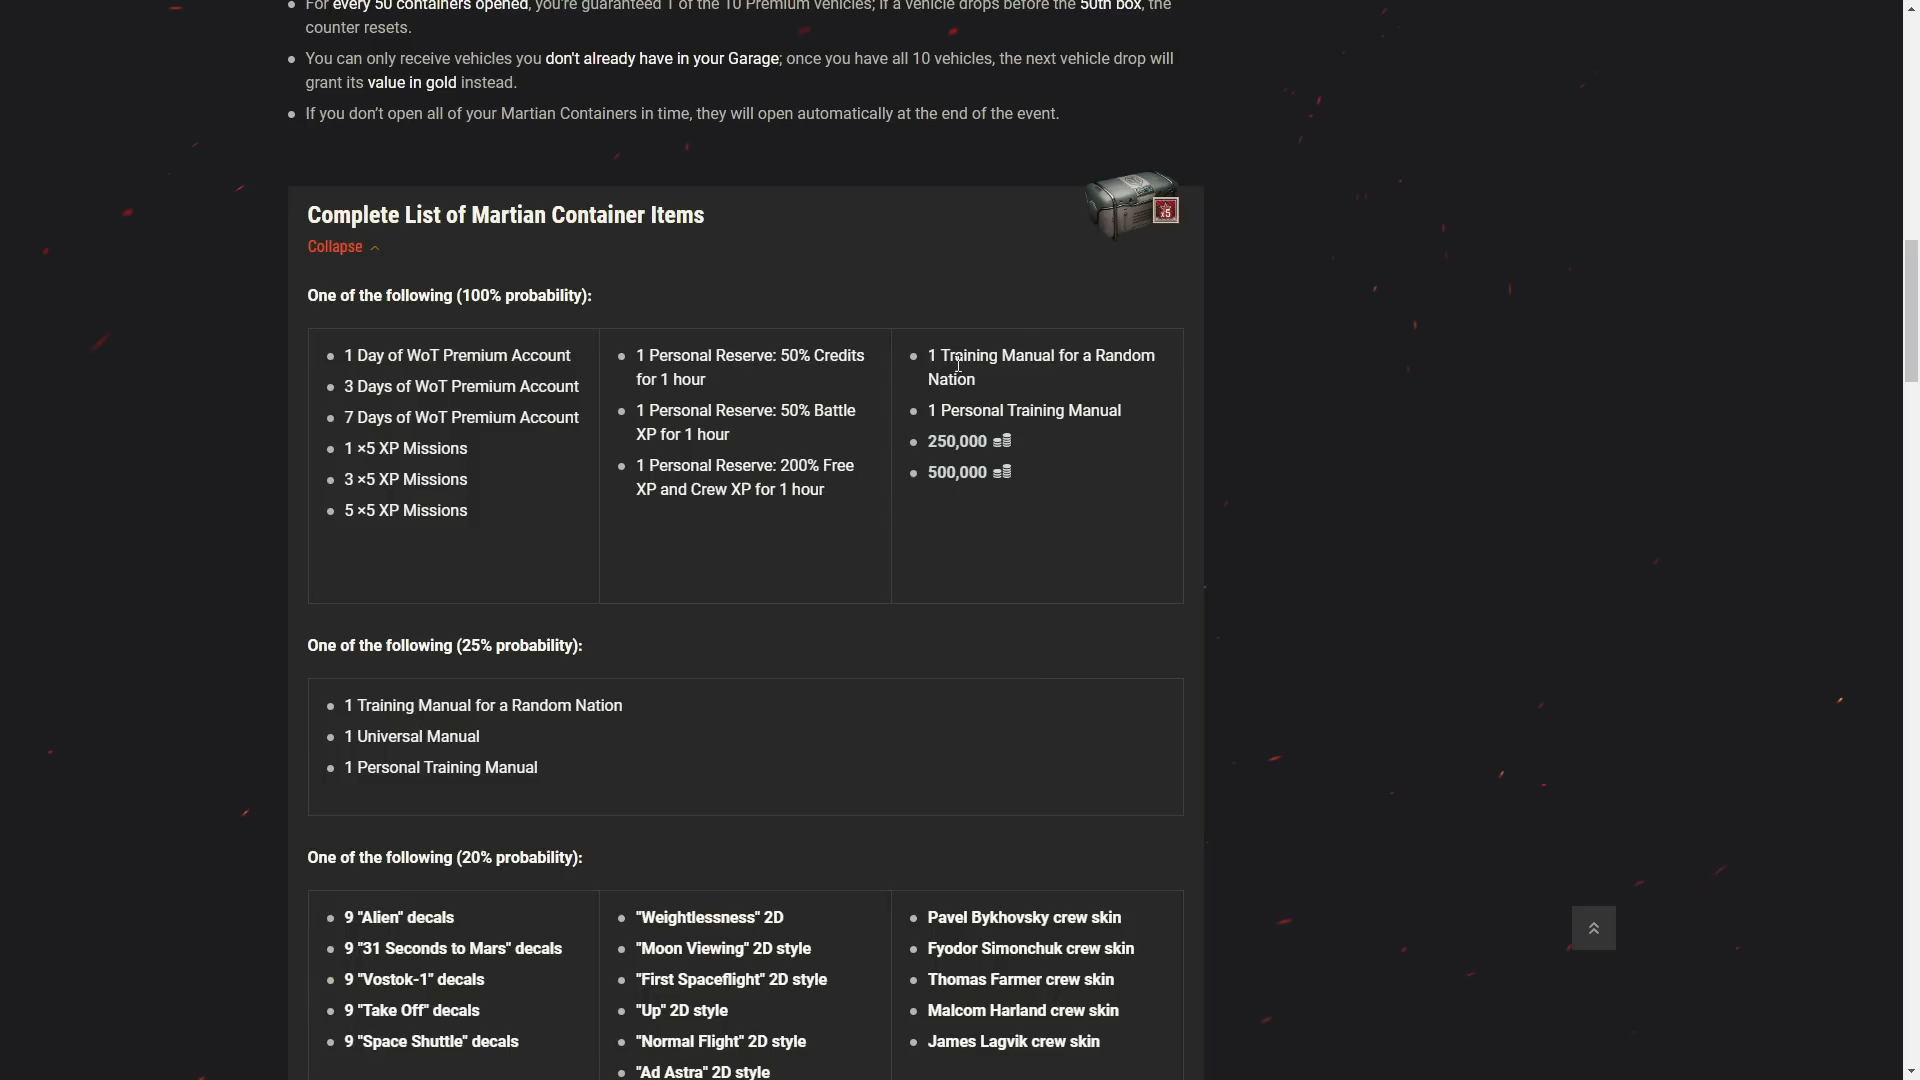 For every 50 containers opened, you're guaranteed 1 of the 10 Premium vehicles; if a vehicle drops before the 50th box, the
counter resets.
You can only receive vehicles you don't already have in your Garage; once you have all 10 vehicles, the next vehicle drop will
grant its value in gold instead.
If you don’t open all of your Martian Containers in time, they will open automatically at the end of the event.
x5
Complete List of Martian Container Items
Collapse
One of the following (100% probability):
1 Day of WoT Premium Account
3 Days of WoT Premium Account
7 Days of WoT Premium Account
1 ×5 XP Missions
3 ×5 XP Missions
5 ×5 XP Missions
1 Personal Reserve: 50% Credits
for 1 hour
1 Personal Reserve: 50% Battle
XP for 1 hour
1 Personal Reserve: 200% Free
XP and Crew XP for 1 hour
1 Training Manual for a Random
Nation
1 Personal Training Manual
250,000
500,000
One of the following (25% probability):
1 Training Manual for a Random Nation
1 Universal Manual
1 Personal Training Manual
One of the following (20% probability):
9 "Alien" decals
9 "31 Seconds to Mars" decals
9 "Vostok-1" decals
9 "Take Off" decals
9 "Space Shuttle" decals
"Weightlessness" 2D
"Moon Viewing" 2D style
"First Spaceflight" 2D style
"Up" 2D style
"Normal Flight" 2D style
"Ad Astra" 2D style
Pavel Bykhovsky crew skin
Fyodor Simonchuk crew skin
Thomas Farmer crew skin
Malcom Harland crew skin
James Lagvik crew skin